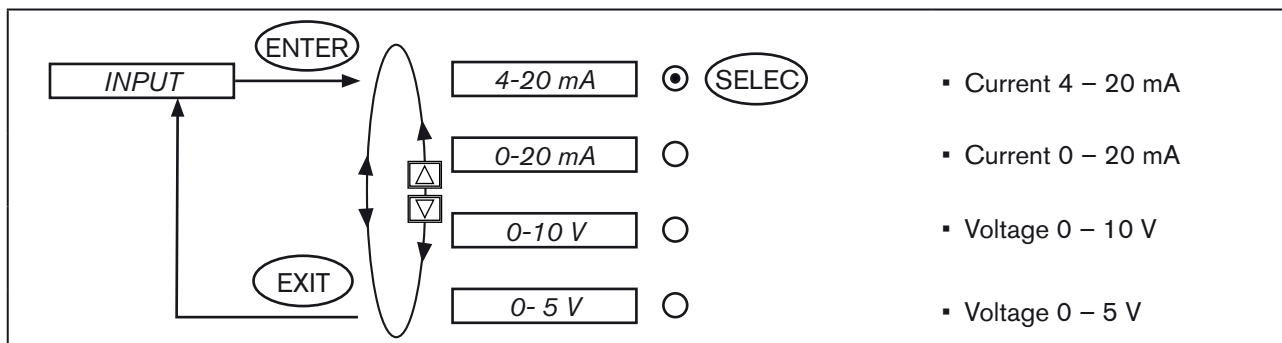 ENTER
INPUT
4-20 mA
SELEC
▪ Current 4 – 20 mA
0-20 mA
▪ Current 0 – 20 mA
0-10 V
▪ Voltage 0 – 10 V
EXIT
0- 5 V
▪ Voltage 0 – 5 V